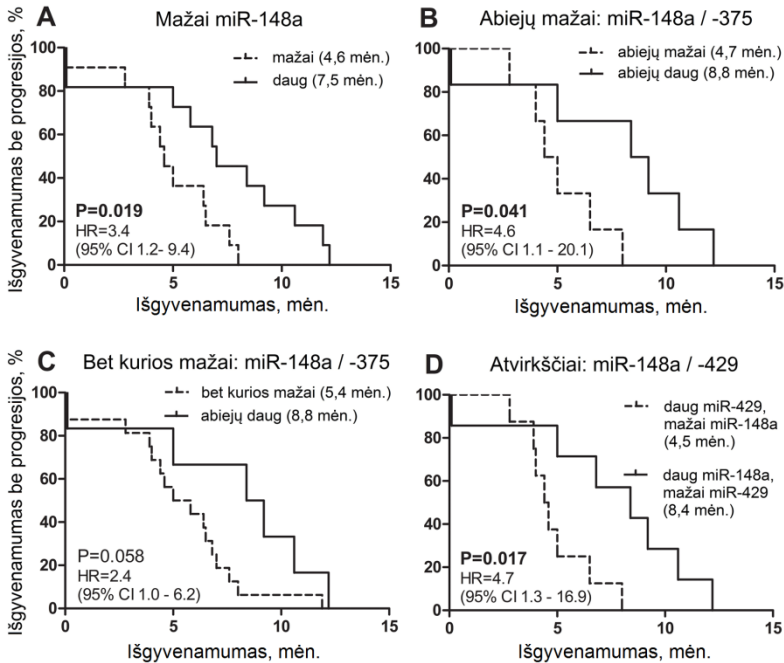 A
Mažai miR-148a
Išgyvenamumas be progresijos, %
100
80
60
40
20
0
mažai (4,6 mėn.)
daug (7,5 mėn.)
P=0.019
HR=3.4
(95% CI 1.2- 9.4)
0 5 10 15
Išgyvenamumas, mėn.
B
Abiejų mažai: miR-148a / -375
100
80
60
40
20
0
abiejų mažai (4,7 mėn.)
abiejų daug (8,8 mėn.)
P=0.041
HR=4.6
(95% CI 1.1 - 20.1)
0 5 10 15
Išgyvenamumas, mėn.
C
Bet kurios mažai: miR-148a / -375
Išgyvenamumas be progresijos, %
100
80
60
40
20
0
bet kurios mažai (5,4 mėn.)
abiejų daug (8,8 mėn.)
P=0.058
HR=2.4
(95% CI 1.0 - 6.2)
0 5 10 15
Išgyvenamumas, mėn.
D
Atvirkščiai: miR-148a / -429
100
80
60
40
20
0
daug miR-429,
mažai miR-148a
(4,5 mėn.)
daug miR-148a,
mažai miR-429
(8,4 mėn.)
P=0.017
HR=4.7
(95% CI 1.3 - 16.9)
0 5 10 15
Išgyvenamumas, mėn.